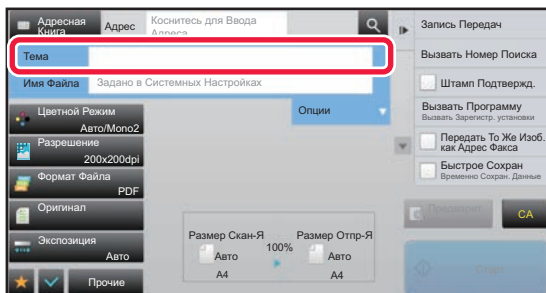 Адресная Книга
Адрес
Коснитесь для Ввода Адреса
Запись Передач
Тема
Вызвать Номер Поиска
Имя Файла
Задано в Системных Настройках
Штамп Подтвержд.
Цветной Режим
Авто/Mono2
Опции
Вызвать Программу
Вызвать Зарегистр. установки
Разрешение
200x200dpi
Передать То Же Изоб.
как Адрес Факса
Формат Файла
PDF
Быстрое Сохран
Временно Сохран. Данные
Оригинал
Предпросм
CA
Экспозиция
Авто
Размер Скан-Я
100%
Размер Отпр-Я
Авто
Авто
A4
A4
Прочие
Старт